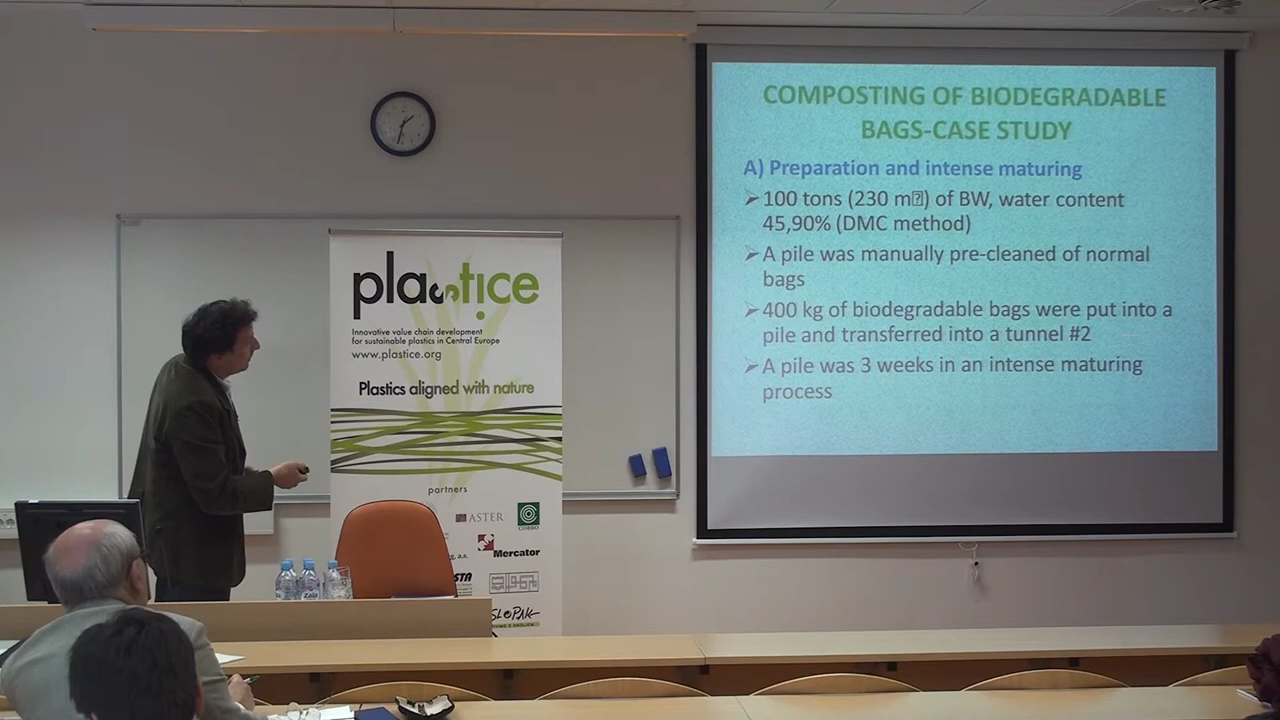 COMPOSTING OF BIODEGRADABLE
BAGS-CASE STUDY
A) Preparation and intense maturing
➢100 tons (230 m⍰) of BW, water content
45,90% (DMC method)
➢A pile was manually pre-cleaned of normal
bags
➢400 kg of biodegradable bags were put into a
pile and transferred into a tunnel #2
➢A pile was 3 weeks in an intense maturing
process
plastice
Innovative value chain development
for sustainable plastics in Central Europe
www.plastice.org
Plastics aligned with nature
partners
ASTER
COBRO
Mercator